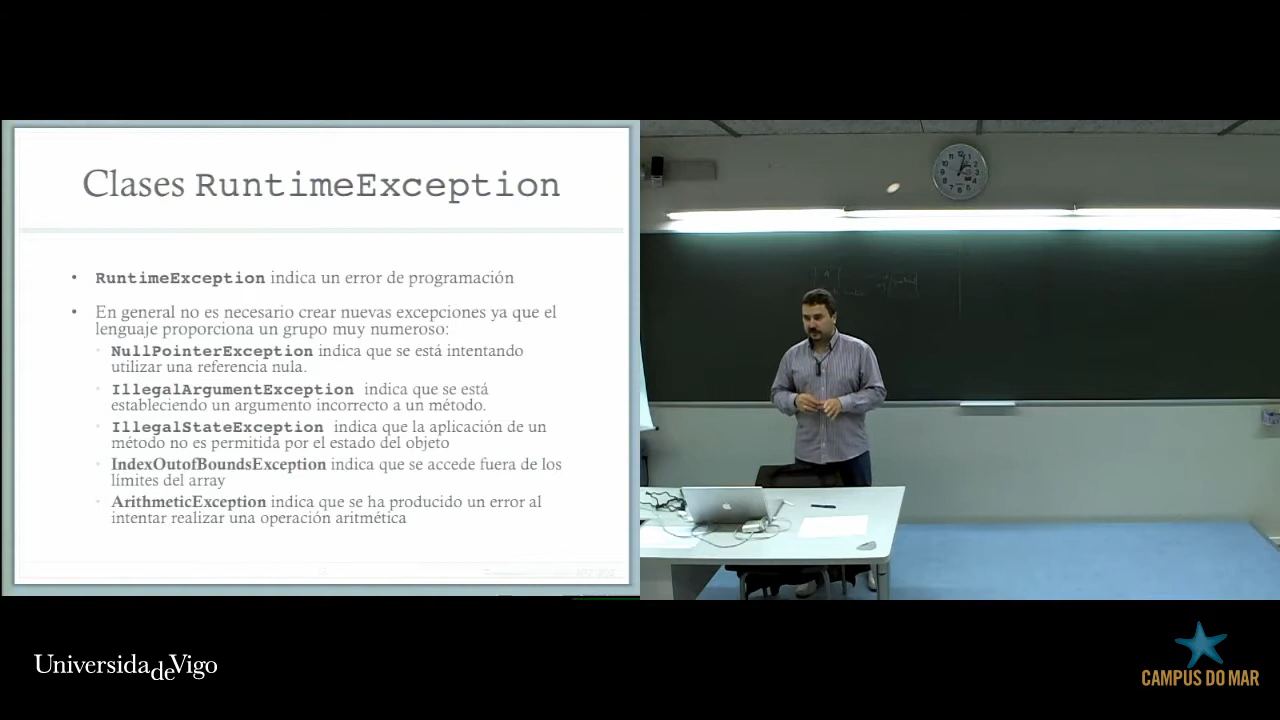 Clases RuntimeException
• RuntimeException indica un error de programación
• En general no es necesario crear nuevas excepciones ya que el
lenguaje proporciona un grupo muy numeroso:
◦ NullPointerException indica que se está intentando
utilizar una referencia nula.
◦ IllegalArgumentException indica que se está
estableciendo un argumento incorrecto a un método.
◦ IllegalStateException indica que la aplicación de un
método no es permitida por el estado del objeto
◦ IndexOutofBoundsException indica que se accede fuera de los
límites del array
◦ ArithmeticException indica que se ha producido un error al
intentar realizar una operación aritmética
UniversidadeVigo
CAMPUS DO MAR